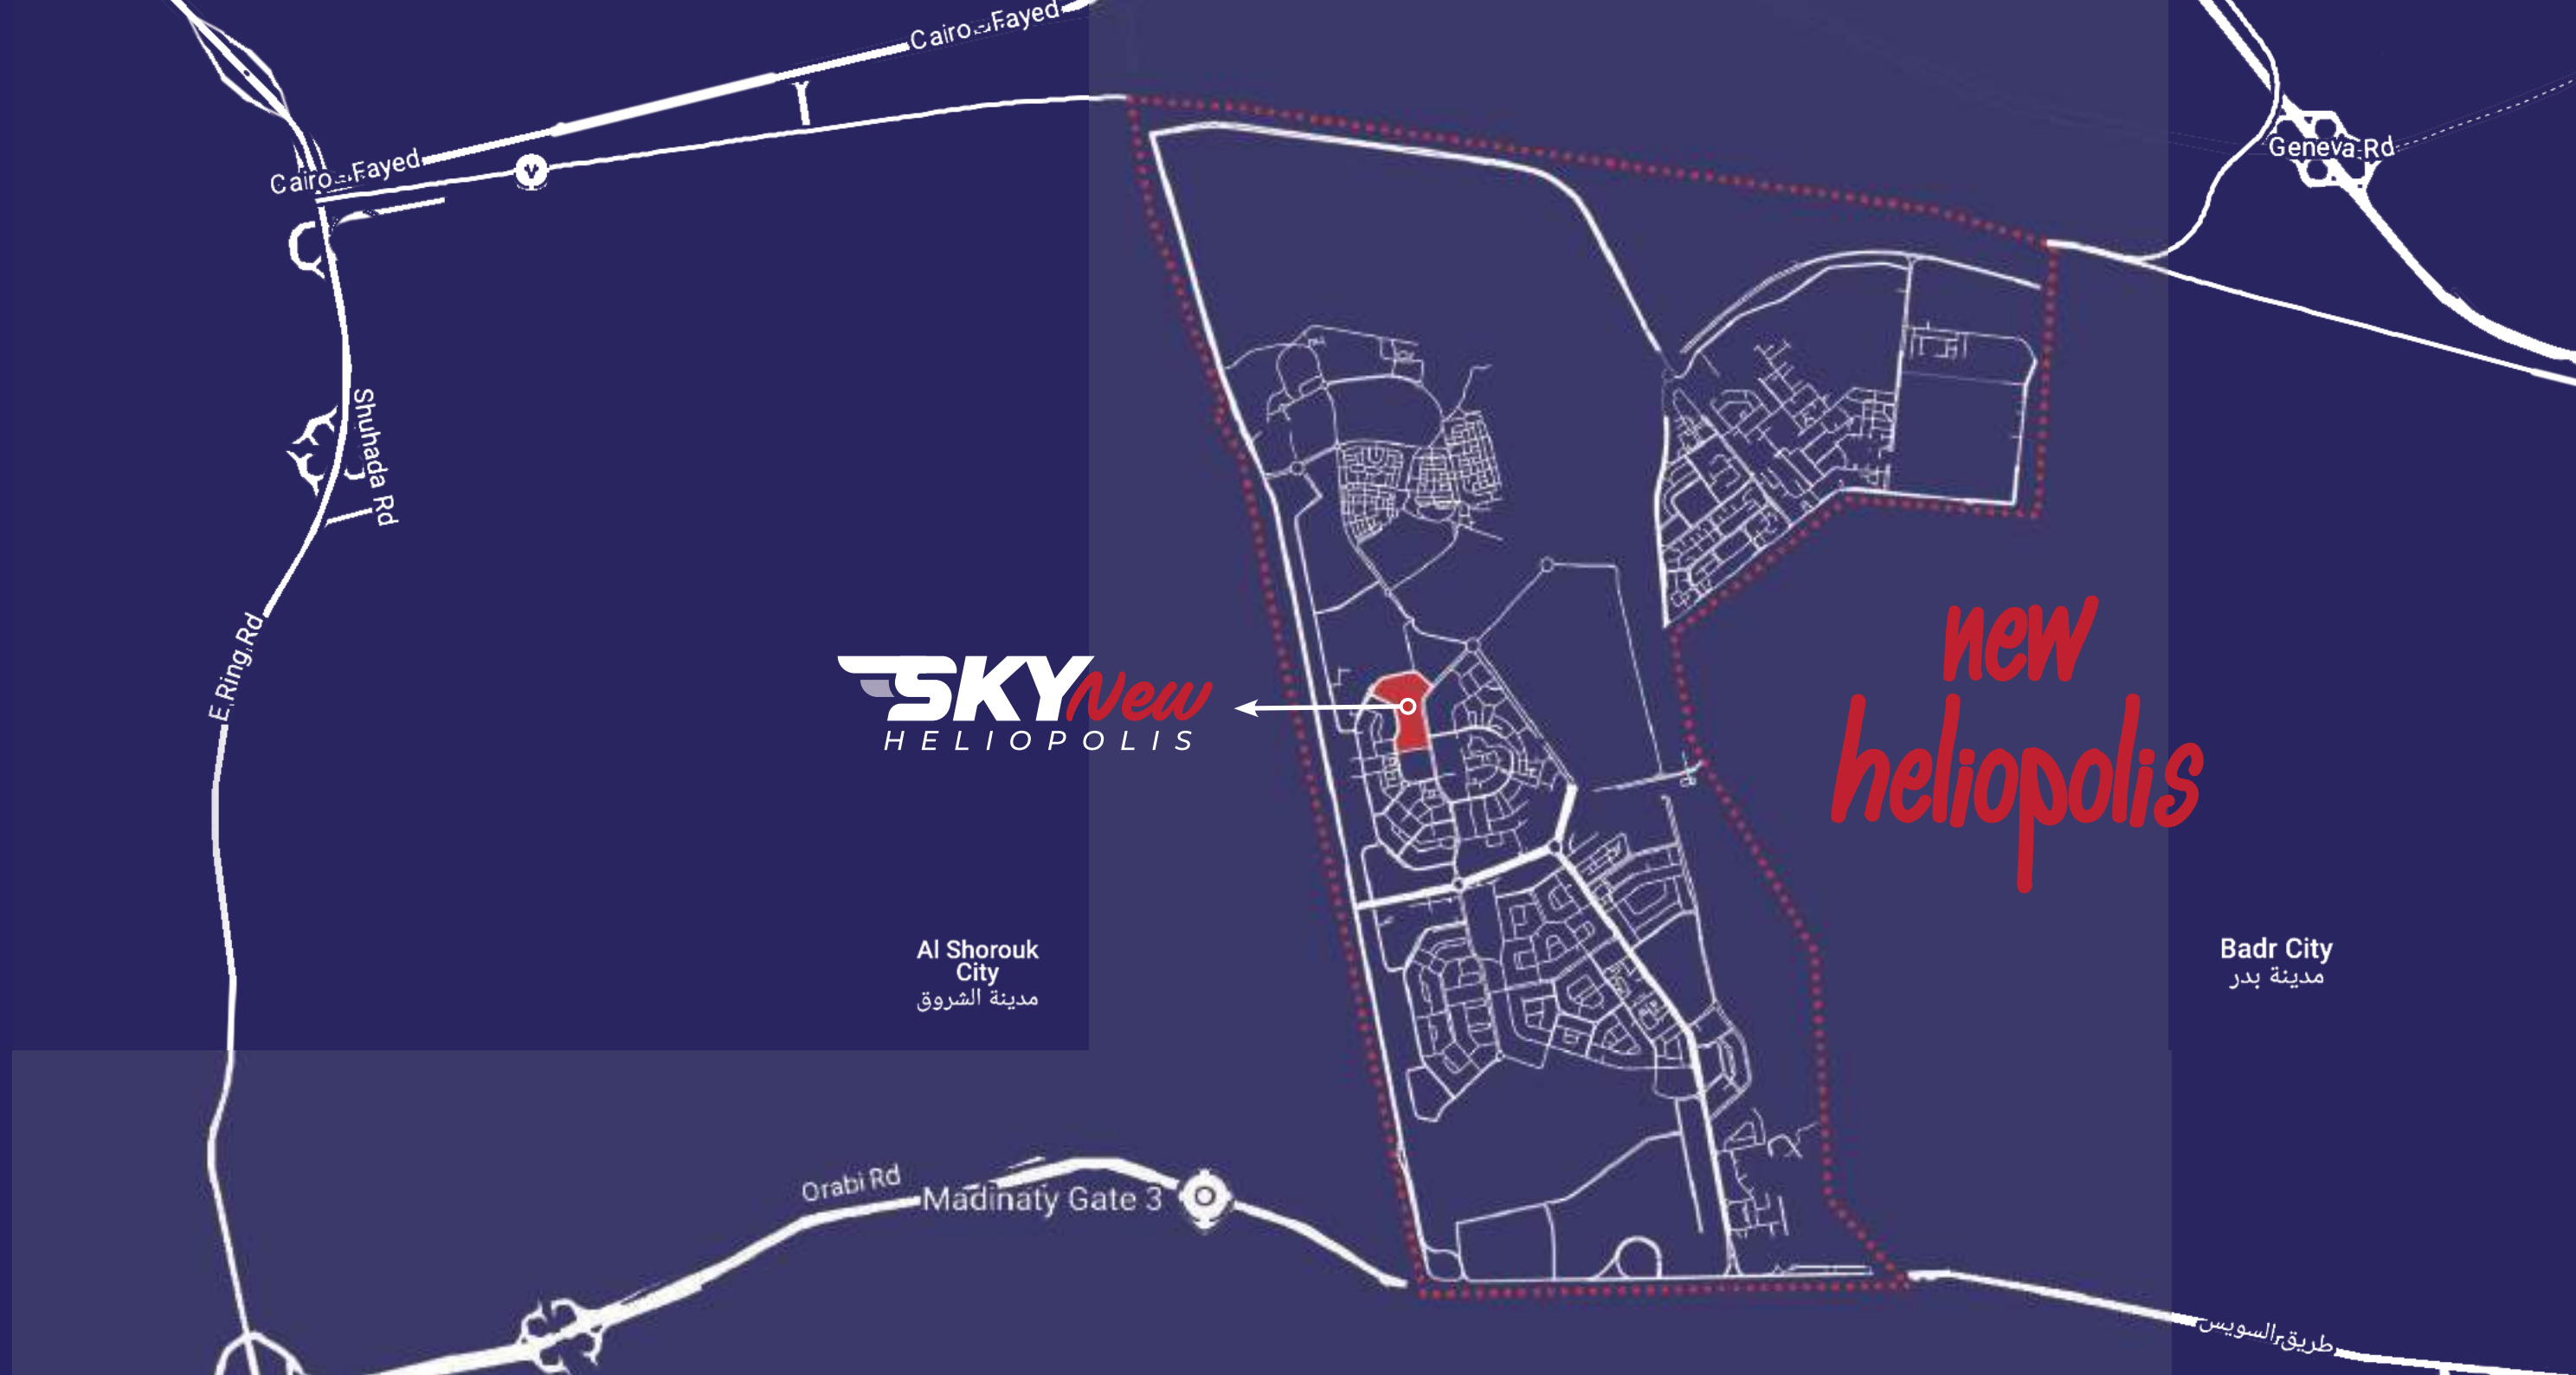 Cairo - Fayed
Cairo - Fayed
Geneva Rd
Shuhada Rd
E Ring Rd
SKY New
HELIOPOLIS
new
heliopolis
Al Shorouk
City
مدينة الشروق
Badr City
مدينة بدر
Orabi Rd
Madinaty Gate 3
طريق السويس